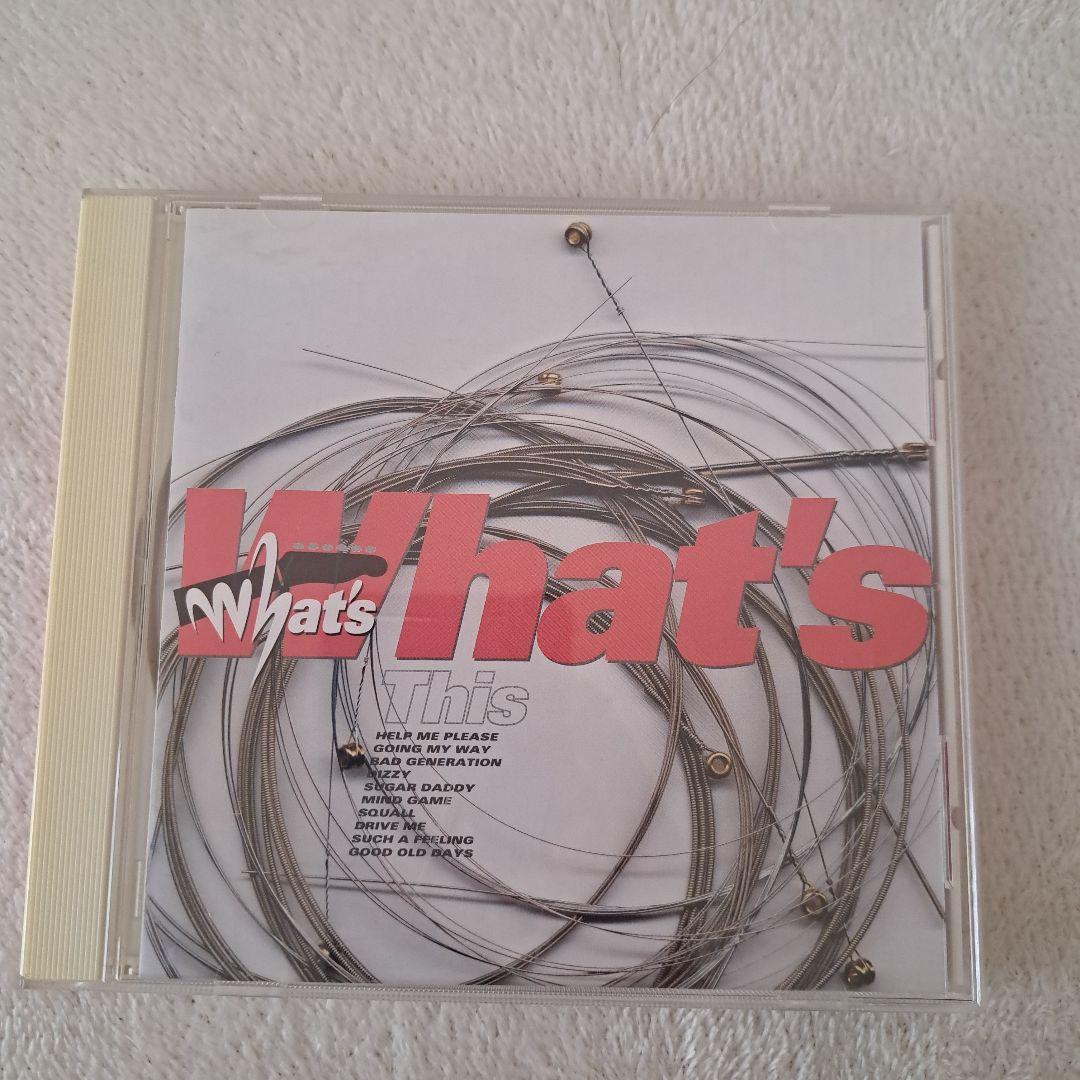 What's
What's
This
HELP ME PLEASE
GOING MY WAY
BAD GENERATION
DIZZY
SUGAR DADDY
MIND GAME
SQUALL
DRIVE ME
SUCH A FEELING
GOOD OLD DAYS